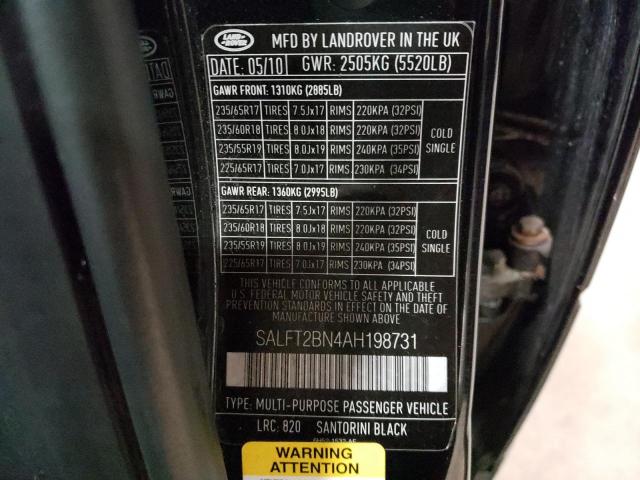 LAND ROVER
MFD BY LANDROVER IN THE UK
DATE: 05/10 GWR: 2505KG (5520LB)
GAWR FRONT: 1310KG (2885LB)
235/65R17 TIRES 7.5Jx17 RIMS 220KPA (32PSI)
235/60R18 TIRES 8.0Jx18 RIMS 220KPA (32PSI)
235/55R19 TIRES 8.0Jx19 RIMS 240KPA (35PSI)
225/65R17 TIRES 7.0Jx17 RIMS 230KPA (34PSI)
COLD
SINGLE
GAWR REAR: 1360KG (2995LB)
235/65R17 TIRES 7.5Jx17 RIMS 220KPA (32PSI)
235/60R18 TIRES 8.0Jx18 RIMS 220KPA (32PSI)
235/55R19 TIRES 8.0Jx19 RIMS 240KPA (35PSI)
225/65R17 TIRES 7.0Jx17 RIMS 230KPA (34PSI)
COLD
SINGLE
THIS VEHICLE CONFORMS TO ALL APPLICABLE
U.S. FEDERAL MOTOR VEHICLE SAFETY AND THEFT
PREVENTION STANDARDS IN EFFECT ON THE DATE
OF MANUFACTURE SHOWN ABOVE.
SALFT2BN4AH198731
TYPE: MULTI-PURPOSE PASSENGER VEHICLE
LRC: 820 SANTORINI BLACK
WARNING
ATTENTION